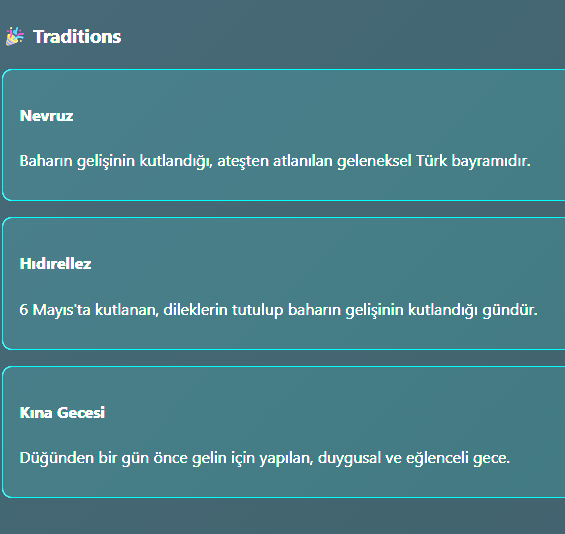 🎉 Traditions
Nevruz
Baharın gelişinin kutlandığı, ateşten atlanılan geleneksel Türk bayramıdır.
Hıdırellez
6 Mayıs'ta kutlanan, dileklerin tutulup baharın gelişinin kutlandığı gündür.
Kına Gecesi
Düğünden bir gün önce gelin için yapılan, duygusal ve eğlenceli gece.